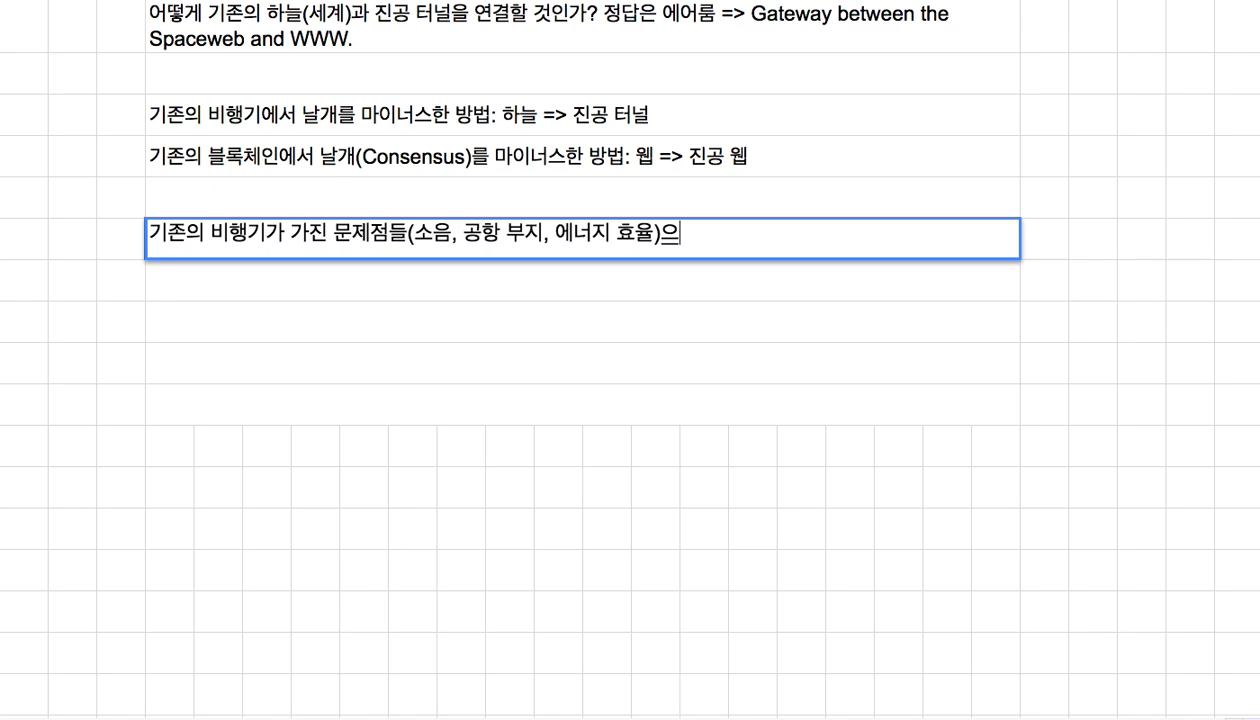 어떻게 기존의 하늘(세계)과 진공 터널을 연결할 것인가? 정답은 에어룸 => Gateway between the
Spaceweb and WWW.
기존의 비행기에서 날개를 마이너스한 방법: 하늘 => 진공 터널
기존의 블록체인에서 날개(Consensus)를 마이너스한 방법: 웹 => 진공 웹
기존의 비행기가 가진 문제점들(소음, 공항 부지, 에너지 효율)으